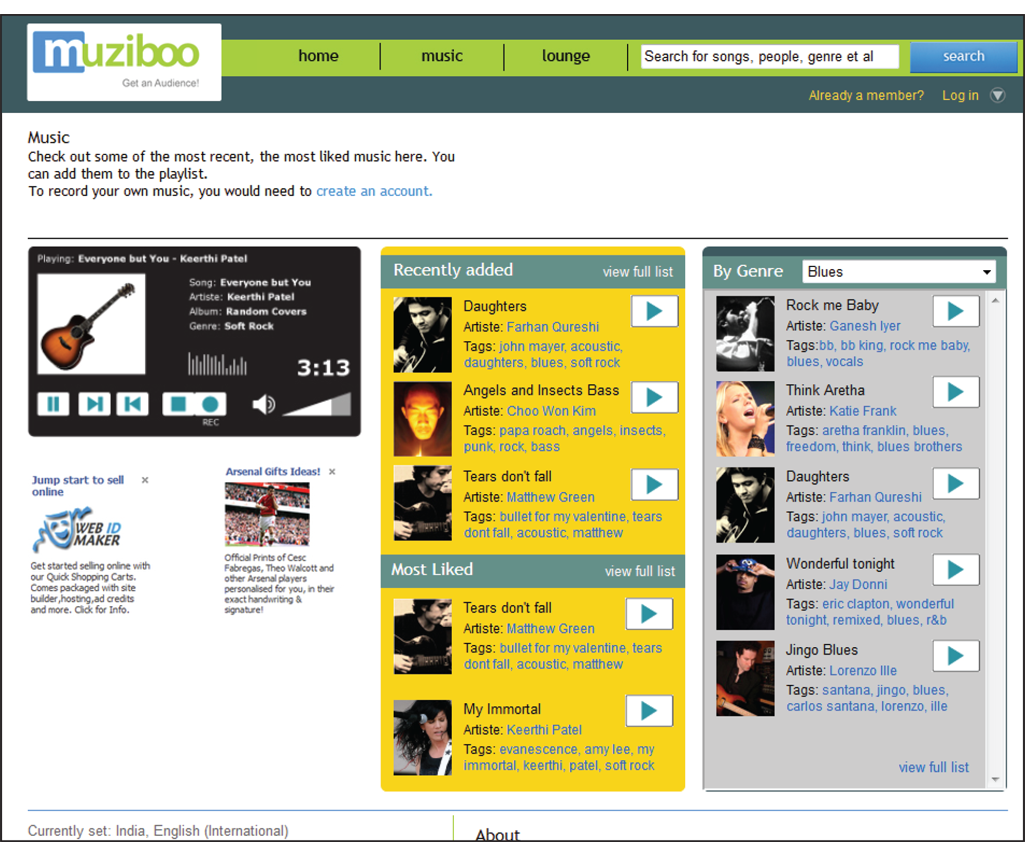 muziboo
Get an Audience!
home
music
lounge
Search for songs, people, genre et al
search
Already a member?
Log in
Music
Check out some of the most recent, the most liked music here. You
can add them to the playlist.
To record your own music, you would need to create an account.
Playing: Everyone but You - Keerthi Patel
Song: Everyone but You
Artiste: Keerthi Patel
Album: Random Covers
Genre: Soft Rock
3:13
REC
Jump start to sell
online
WEB ID
MAKER
Get started selling online with
our Quick Shopping Carts.
Comes packaged with site
builder,hosting,ad credits
and more. Click for Info.
Arsenal Gifts Ideas!
Official Prints of Cesc
Fabregas, Theo Walcott and
other Arsenal players
personalised for you, in their
exact handwriting &
signature!
Recently added
view full list
Daughters
Artiste: Farhan Qureshi
Tags: john mayer, acoustic,
daughters, blues, soft rock
Angels and Insects Bass
Artiste: Choo Won Kim
Tags: papa roach, angels, insects,
punk, rock, bass
Tears don't fall
Artiste: Matthew Green
Tags: bullet for my valentine, tears
dont fall, acoustic, matthew
Most Liked
view full list
Tears don't fall
Artiste: Matthew Green
Tags: bullet for my valentine, tears
dont fall, acoustic, matthew
My Immortal
Artiste: Keerthi Patel
Tags: evanescence, amy lee, my
immortal, keerthi, patel, soft rock
By Genre
Blues
Rock me Baby
Artiste: Ganesh Iyer
Tags:bb, bb king, rock me baby,
blues, vocals
Think Aretha
Artiste: Katie Frank
Tags: aretha franklin, blues,
freedom, think, blues brothers
Daughters
Artiste: Farhan Qureshi
Tags: john mayer, acoustic,
daughters, blues, soft rock
Wonderful tonight
Artiste: Jay Donni
Tags: eric clapton, wonderful
tonight, remixed, blues, r&b
Jingo Blues
Artiste: Lorenzo Ille
Tags: santana, jingo, blues,
carlos santana, lorenzo, ille
view full list
Currently set: India, English (International)
About